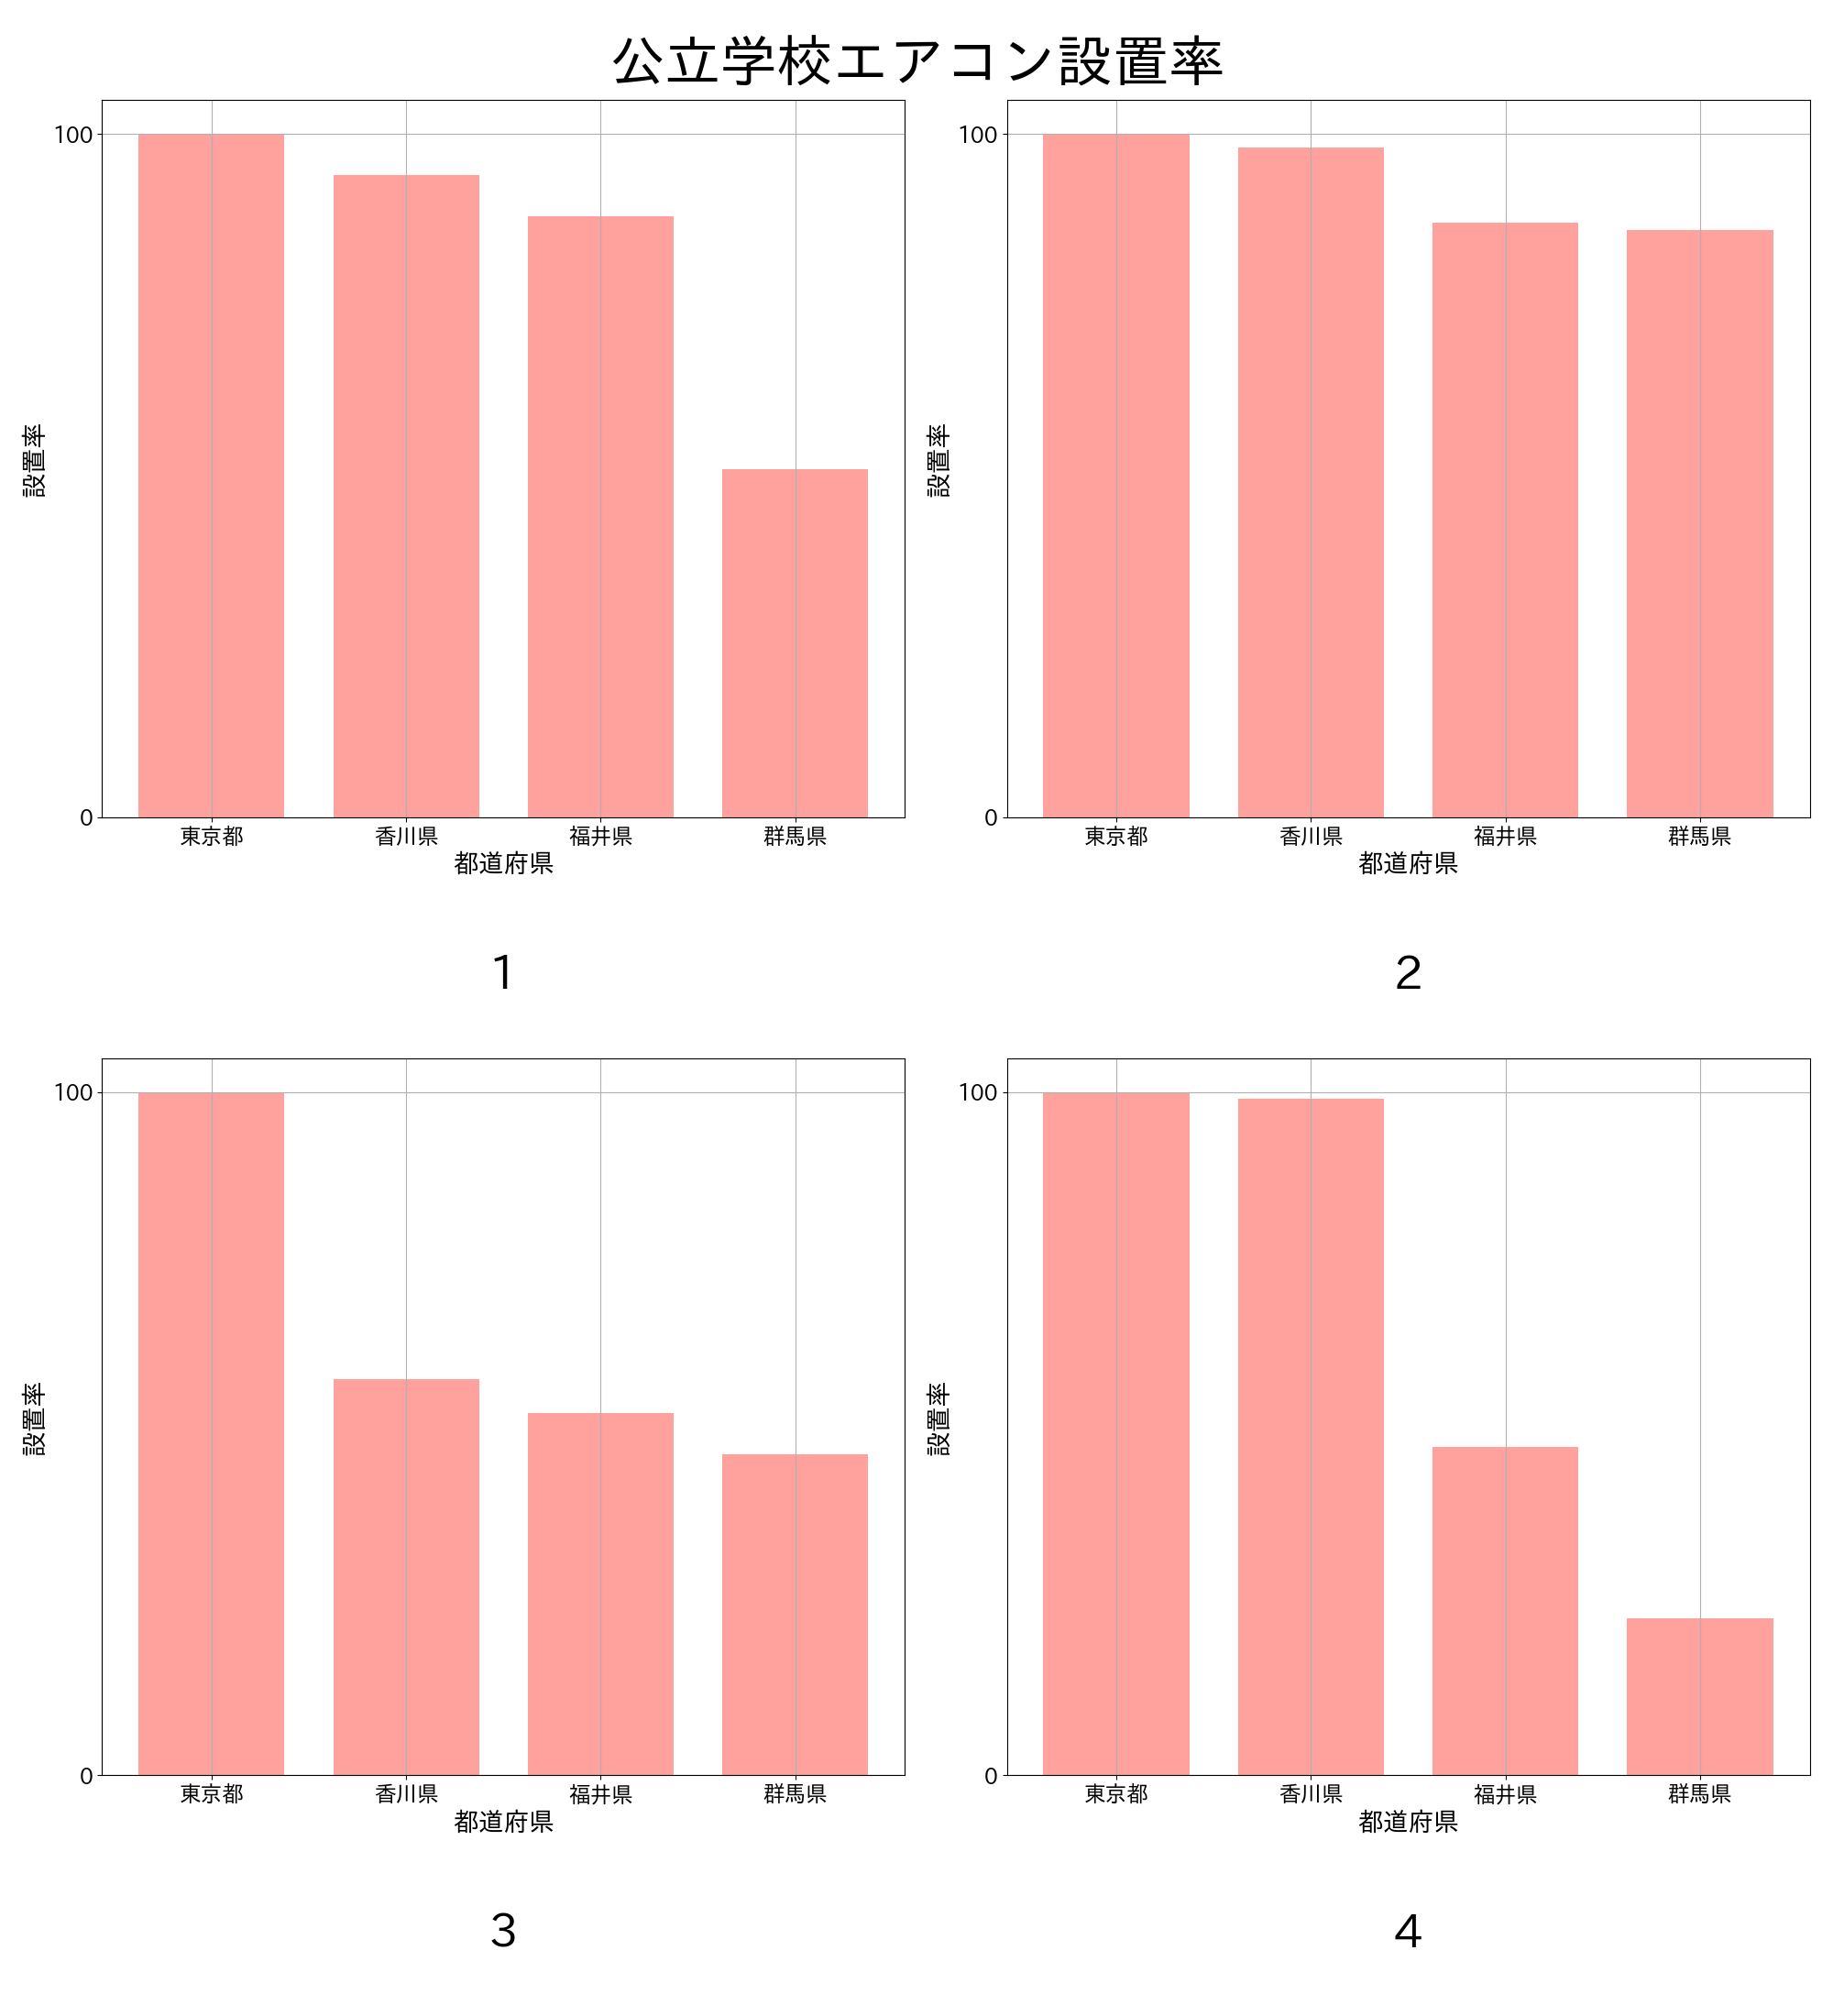 公立学校エアコン設置率
100
0
設置率
東京都 香川県 福井県 群馬県
都道府県
1
100
0
設置率
東京都 香川県 福井県 群馬県
都道府県
2
100
0
設置率
東京都 香川県 福井県 群馬県
都道府県
3
100
0
設置率
東京都 香川県 福井県 群馬県
都道府県
4